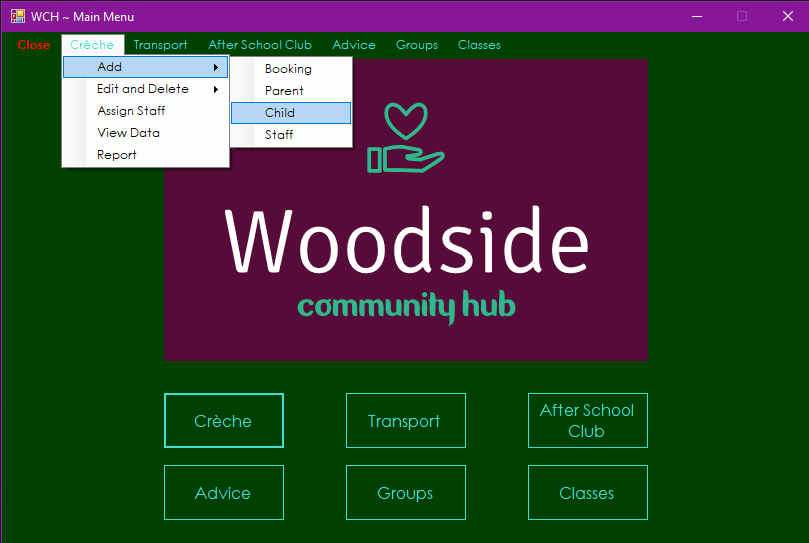 WCH ~ Main Menu
Close Crèche Transport After School Club Advice Groups Classes
Add
Edit and Delete
Assign Staff
View Data
Report
Booking
Parent
Child
Staff
Woodside
community hub
Crèche Transport After School
Club
Advice Groups Classes